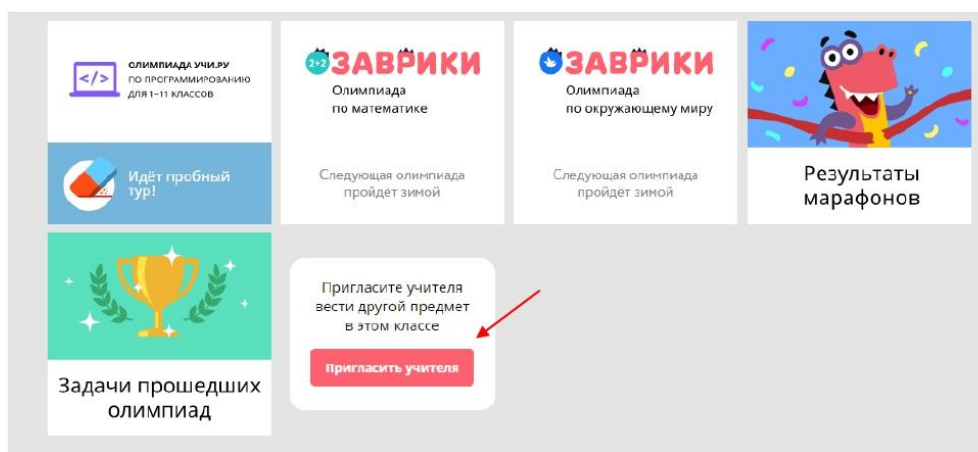 </>
ОЛИМПИАДА УЧИ.РУ
ПО ПРОГРАММИРОВАНИЮ
ДЛЯ 1–11 КЛАССОВ
Идёт пробный
тур!
2+2
ЗАВРИКИ
Олимпиада
по математике
Следующая олимпиада
пройдёт зимой
ЗАВРИКИ
Олимпиада
по окружающему миру
Следующая олимпиада
пройдёт зимой
Результаты
марафонов
Задачи прошедших
олимпиад
Пригласите учителя
вести другой предмет
в этом классе
Пригласить учителя